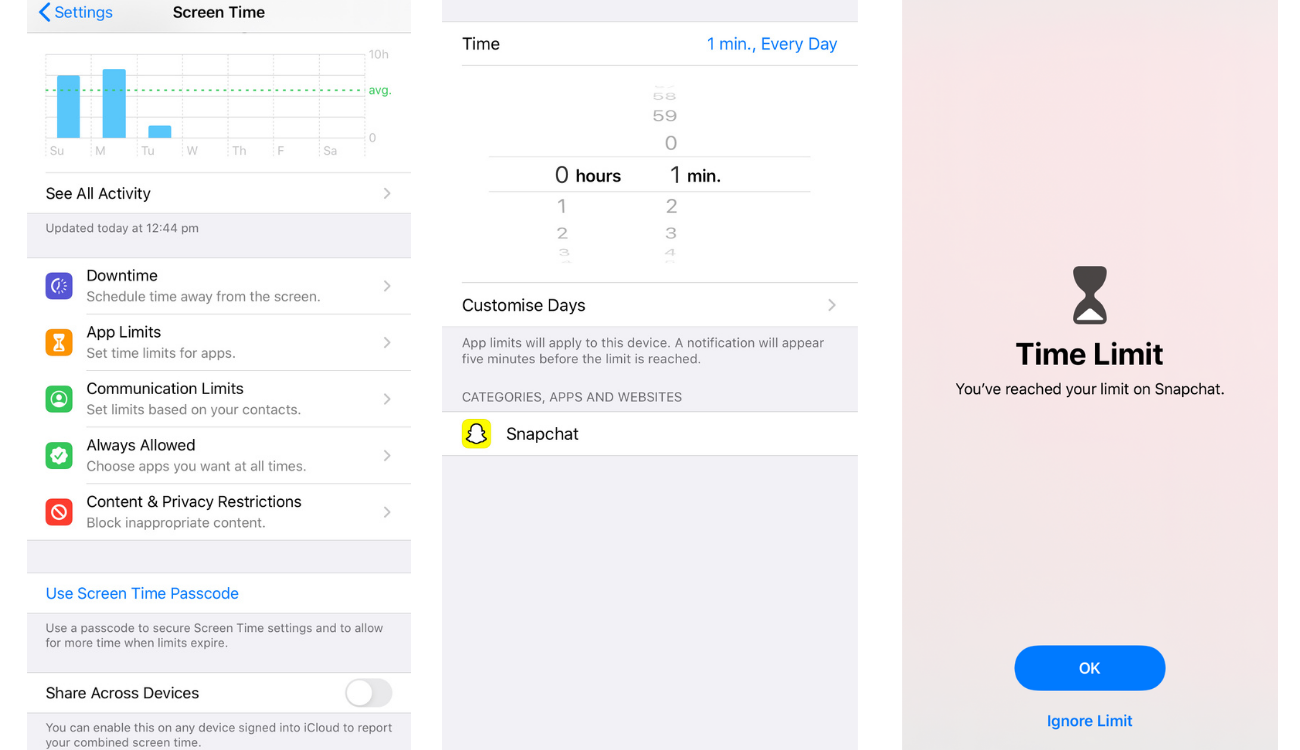 Settings
Screen Time
10h
avg.
0
Su M Tu W Th F Sa
See All Activity
Updated today at 12:44 pm
Downtime
Schedule time away from the screen.
App Limits
Set time limits for apps.
Communication Limits
Set limits based on your contacts.
Always Allowed
Choose apps you want at all times.
Content & Privacy Restrictions
Block inappropriate content.
Use Screen Time Passcode
Use a passcode to secure Screen Time settings and to allow
for more time when limits expire.
Share Across Devices
You can enable this on any device signed into iCloud to report
your combined screen time.
Time 1 min., Every Day
58
59
0
0 hours 1 min.
1 2
2 3
3 4
Customise Days
App limits will apply to this device. A notification will appear
five minutes before the limit is reached.
CATEGORIES, APPS AND WEBSITES
Snapchat
Time Limit
You've reached your limit on Snapchat.
OK
Ignore Limit